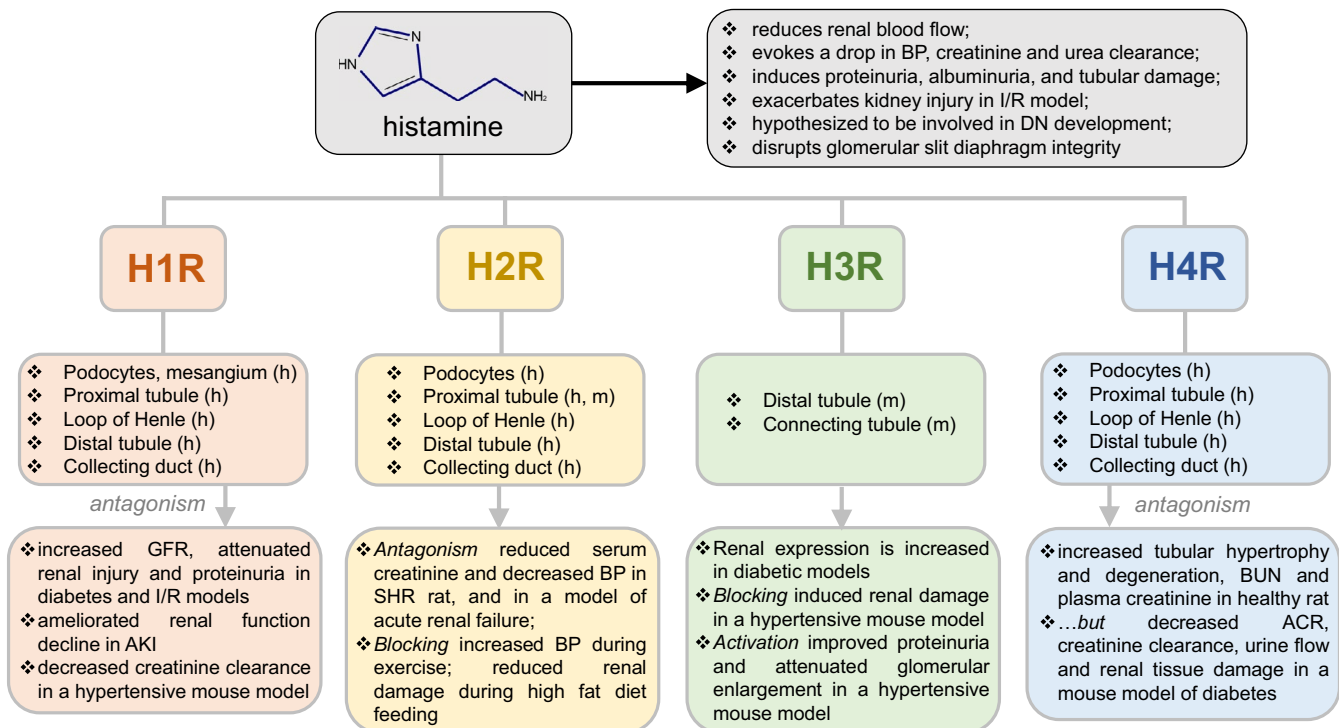 HN
N
NH₂
histamine
❖ reduces renal blood flow;
❖ evokes a drop in BP, creatinine and urea clearance;
❖ induces proteinuria, albuminuria, and tubular damage;
❖ exacerbates kidney injury in I/R model;
❖ hypothesized to be involved in DN development;
❖ disrupts glomerular slit diaphragm integrity
H1R
H2R
H3R
H4R
❖ Podocytes, mesangium (h)
❖ Proximal tubule (h)
❖ Loop of Henle (h)
❖ Distal tubule (h)
❖ Collecting duct (h)
❖ Podocytes (h)
❖ Proximal tubule (h, m)
❖ Loop of Henle (h)
❖ Distal tubule (h)
❖ Collecting duct (h)
❖ Distal tubule (m)
❖ Connecting tubule (m)
❖ Podocytes (h)
❖ Proximal tubule (h)
❖ Loop of Henle (h)
❖ Distal tubule (h)
❖ Collecting duct (h)
antagonism
antagonism
❖increased GFR, attenuated
renal injury and proteinuria in
diabetes and I/R models
❖ameliorated renal function
decline in AKI
❖decreased creatinine clearance
in a hypertensive mouse model
❖Antagonism reduced serum
creatinine and decreased BP in
SHR rat, and in a model of
acute renal failure;
❖Blocking increased BP during
exercise; reduced renal
damage during high fat diet
feeding
❖Renal expression is increased
in diabetic models
❖Blocking induced renal damage
in a hypertensive mouse model
❖Activation improved proteinuria
and attenuated glomerular
enlargement in a hypertensive
mouse model
❖increased tubular hypertrophy
and degeneration, BUN and
plasma creatinine in healthy rat
❖…but decreased ACR,
creatinine clearance, urine flow
and renal tissue damage in a
mouse model of diabetes